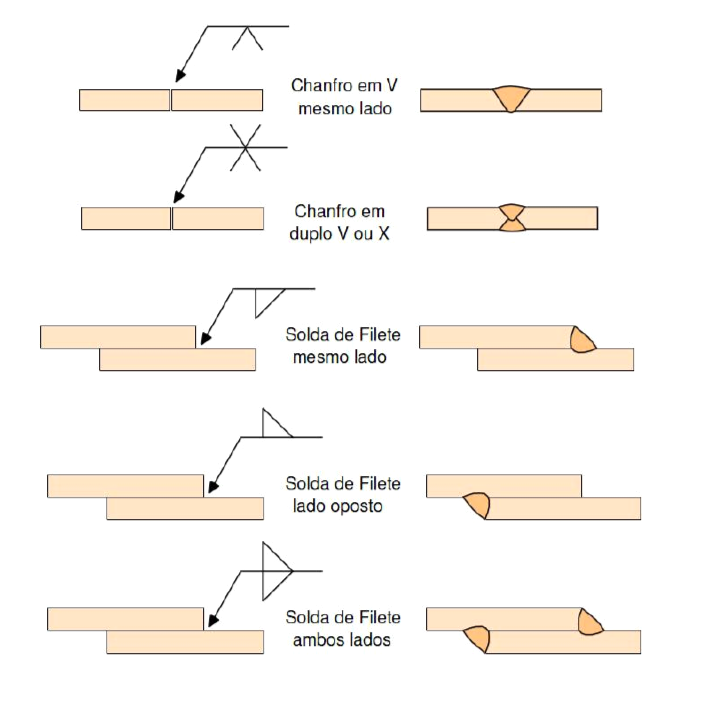 Chanfro em V
mesmo lado
Chanfro em
duplo V ou X
Solda de Filete
mesmo lado
Solda de Filete
lado oposto
Solda de Filete
ambos lados